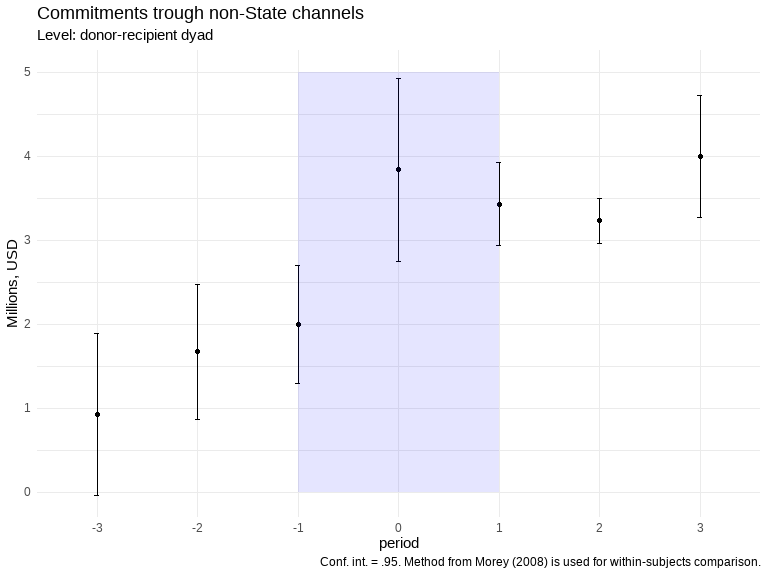 Commitments trough non-State channels
Level: donor-recipient dyad
Millions, USD
5
4
3
2
1
0
-3 -2 -1 0 1 2 3
period
Conf. int. = .95. Method from Morey (2008) is used for within-subjects comparison.